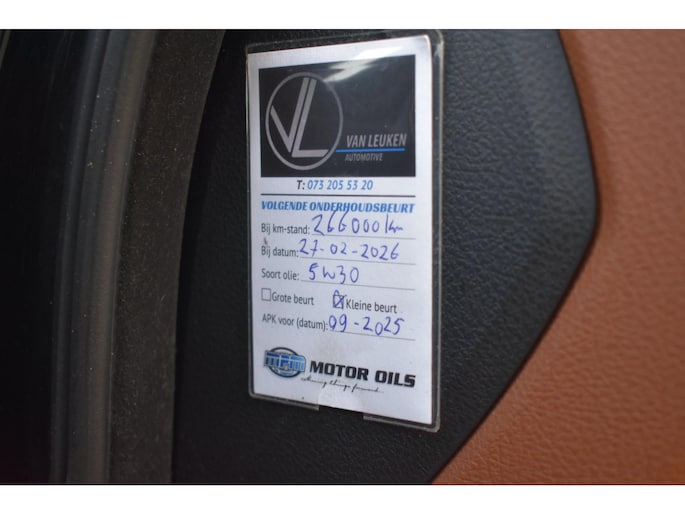 VL
VAN LEUKEN
AUTOMOTIVE
T: 073 205 53 20
VOLGENDE ONDERHOUDSBEURT
Bij km-stand: 266000km
Bij datum: 27-02-2026
Soort olie: 5W30
Grote beurt Kleine beurt
APK voor (datum): 09-2025
MPM MOTOR OILS